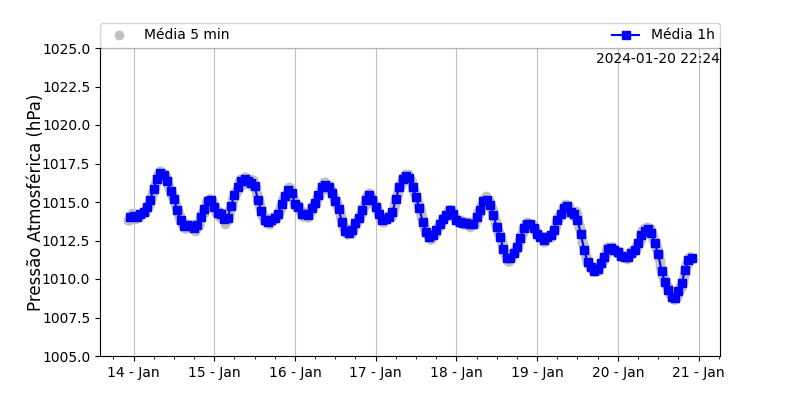 Média 5 min
Média 1h
2024-01-20 22:24
Pressão Atmosférica (hPa)
1025.0
1022.5
1020.0
1017.5
1015.0
1012.5
1010.0
1007.5
1005.0
14 - Jan
15 - Jan
16 - Jan
17 - Jan
18 - Jan
19 - Jan
20 - Jan
21 - Jan